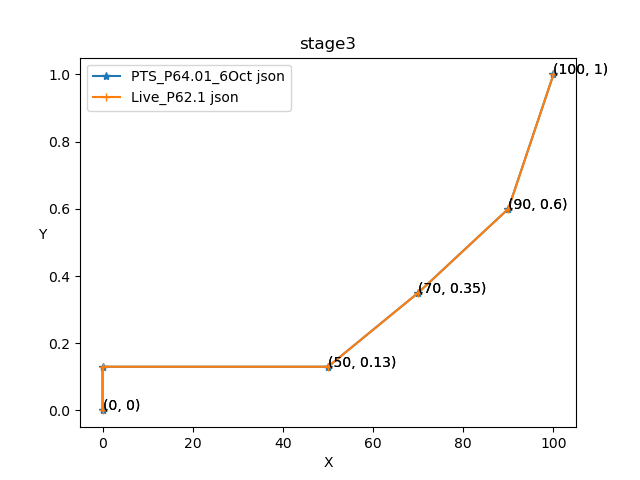 stage3
PTS_P64.01_6Oct json
Live_P62.1 json
(100, 1)
1.0
0.8
(90, 0.6)
0.6
Y
0.4
(70, 0.35)
0.2
(50, 0.13)
(0, 0)
0.0
0 20 40 60 80 100
X